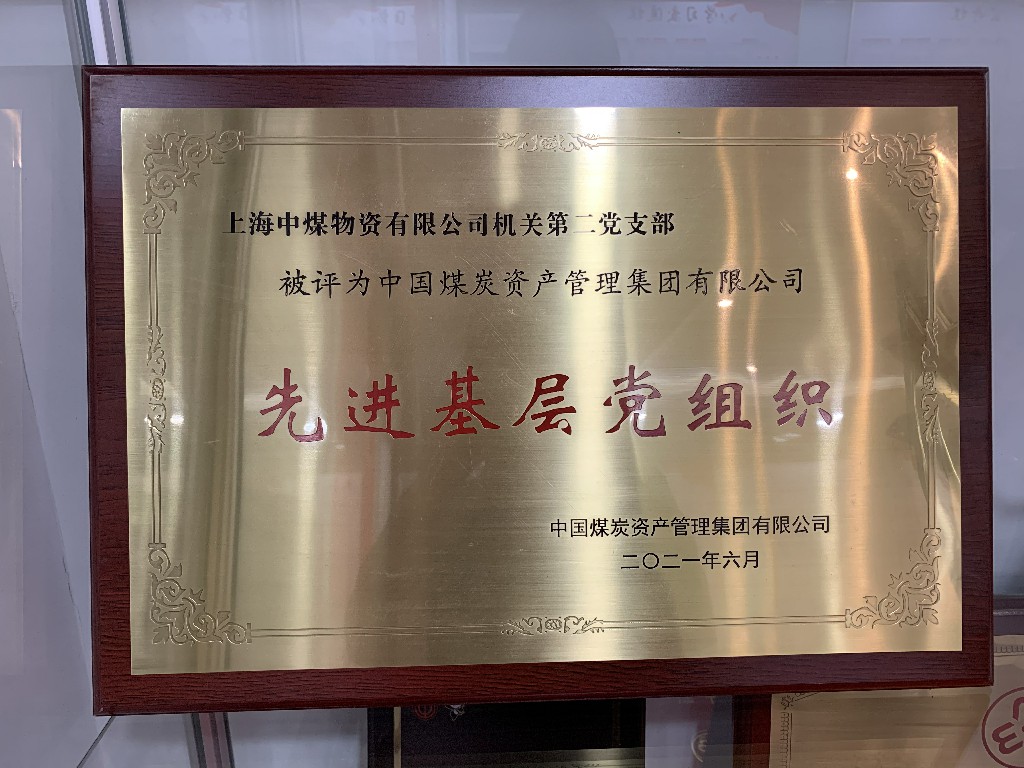 上海中煤物资有限公司机关第二党支部
被评为中国煤炭资产管理集团有限公司
先进基层党组织
中国煤炭资产管理集团有限公司
二〇二一年六月